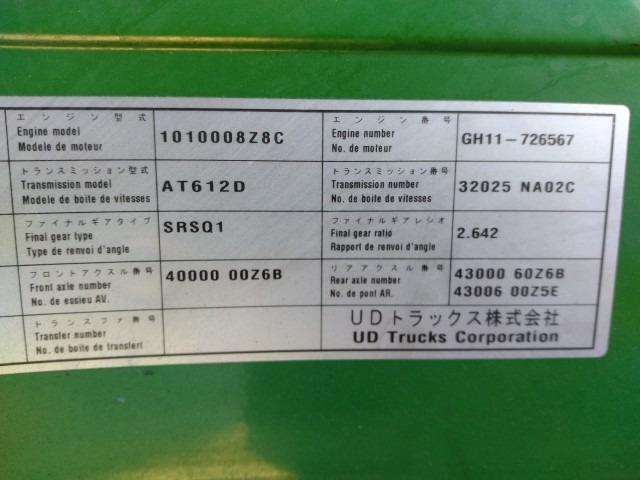 エンジン型式
Engine model
Modele de moteur
1010008Z8C
エンジン番号
Engine number
No. de moteur
GH11-726567
トランスミッション型式
Transmission model
Modele de boite de vitesses
AT612D
トランスミッション番号
Transmission number
No. de boite de vitesses
32025 NA02C
ファイナルギアタイプ
Final gear type
Type de renvoi d'angle
SRSQ1
ファイナルギアレシオ
Final gear ratio
Rapport de renvoi d'angle
2.642
フロントアクスル番号
Front axle number
No. de essieu AV.
40000 00Z6B
リアアクスル番号
Rear axle number
No. de pont AR.
43000 60Z6B
43006 00Z5E
トランスファ番号
Transfer number
No. de boite de transfert
UDトラックス株式会社
UD Trucks Corporation